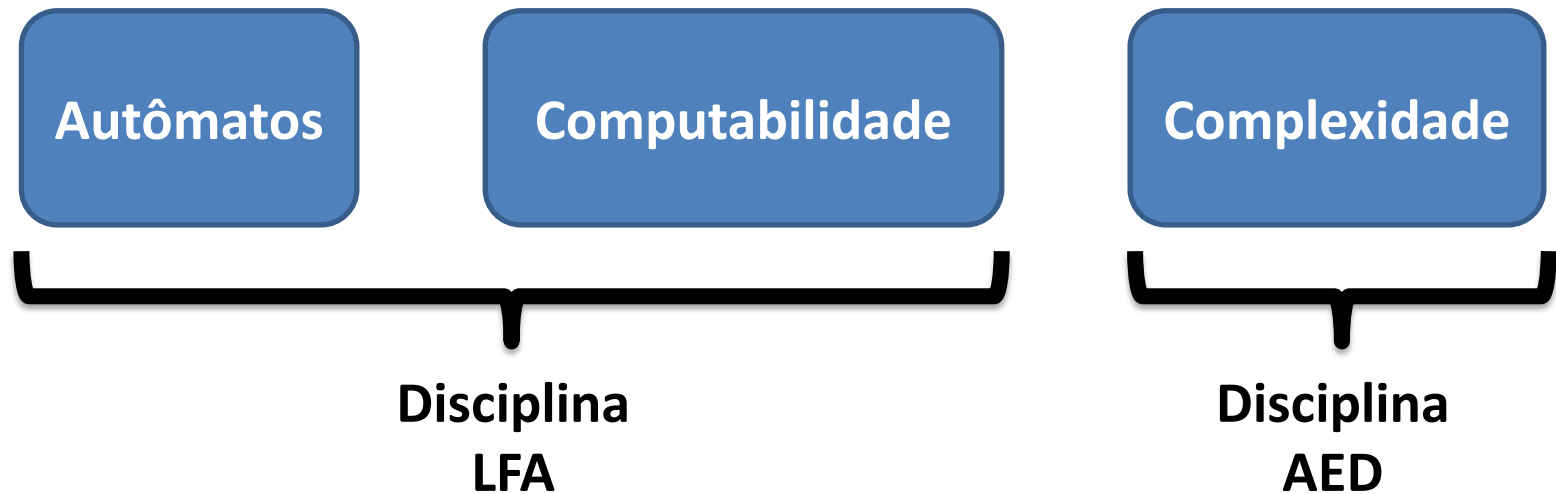 Autômatos
Computabilidade
Complexidade
Disciplina
LFA
Disciplina
AED